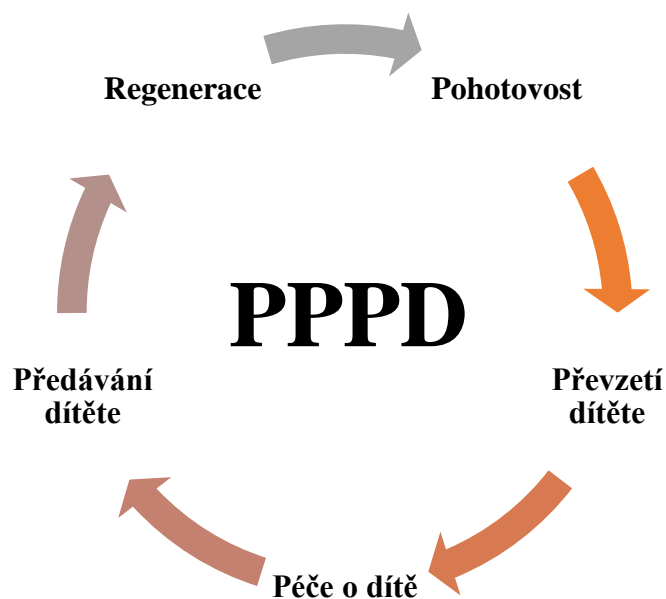 Regenerace
Pohotovost
PPPD
Předávání
dítěte
Převzetí
dítěte
Péče o dítě